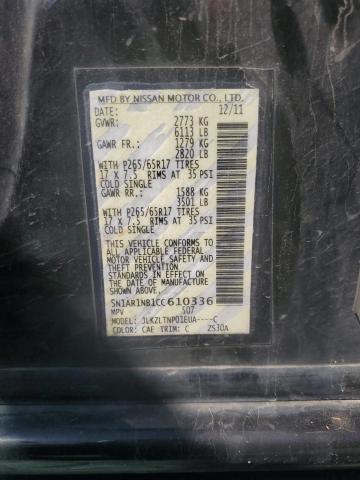 MFD BY NISSAN MOTOR CO., LTD.
DATE: 12/11
GVWR: 2773 KG
6113 LB
GAWR FR.: 1279 KG
2820 LB
WITH P265/65R17 TIRES
17 X 7.5 RIMS AT 35 PSI
COLD SINGLE
GAWR RR.: 1588 KG
3501 LB
WITH P265/65R17 TIRES
17 X 7.5 RIMS AT 35 PSI
COLD SINGLE
THIS VEHICLE CONFORMS TO
ALL APPLICABLE FEDERAL
MOTOR VEHICLE SAFETY
STANDARDS IN EFFECT ON
THE DATE OF MANUFACTURE
SHOWN ABOVE.
5N1AR1NB1CC610336
MPV 507
MODEL: JLKZLTNP01EUA----C
COLOR: CAE TRIM: C ZS30A